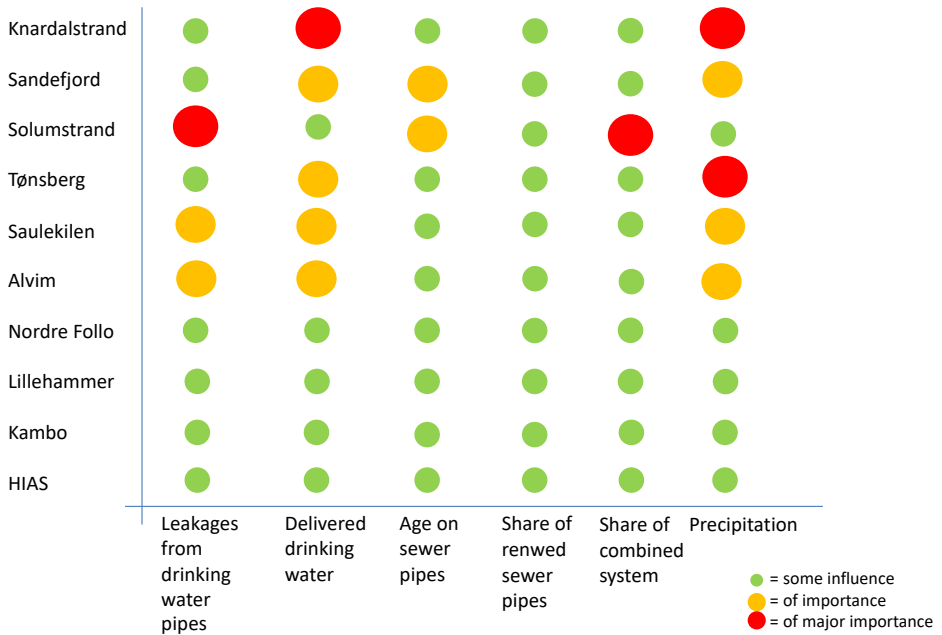 Knardalstrand
Sandefjord
Solumstrand
Tønsberg
Saulekilen
Alvim
Nordre Follo
Lillehammer
Kambo
HIAS
Leakages
from
drinking
water
pipes
Delivered
drinking
water
Age on
sewer
pipes
Share of
renwed
sewer
pipes
Share of
combined
system
Precipitation
= some influence
= of importance
= of major importance